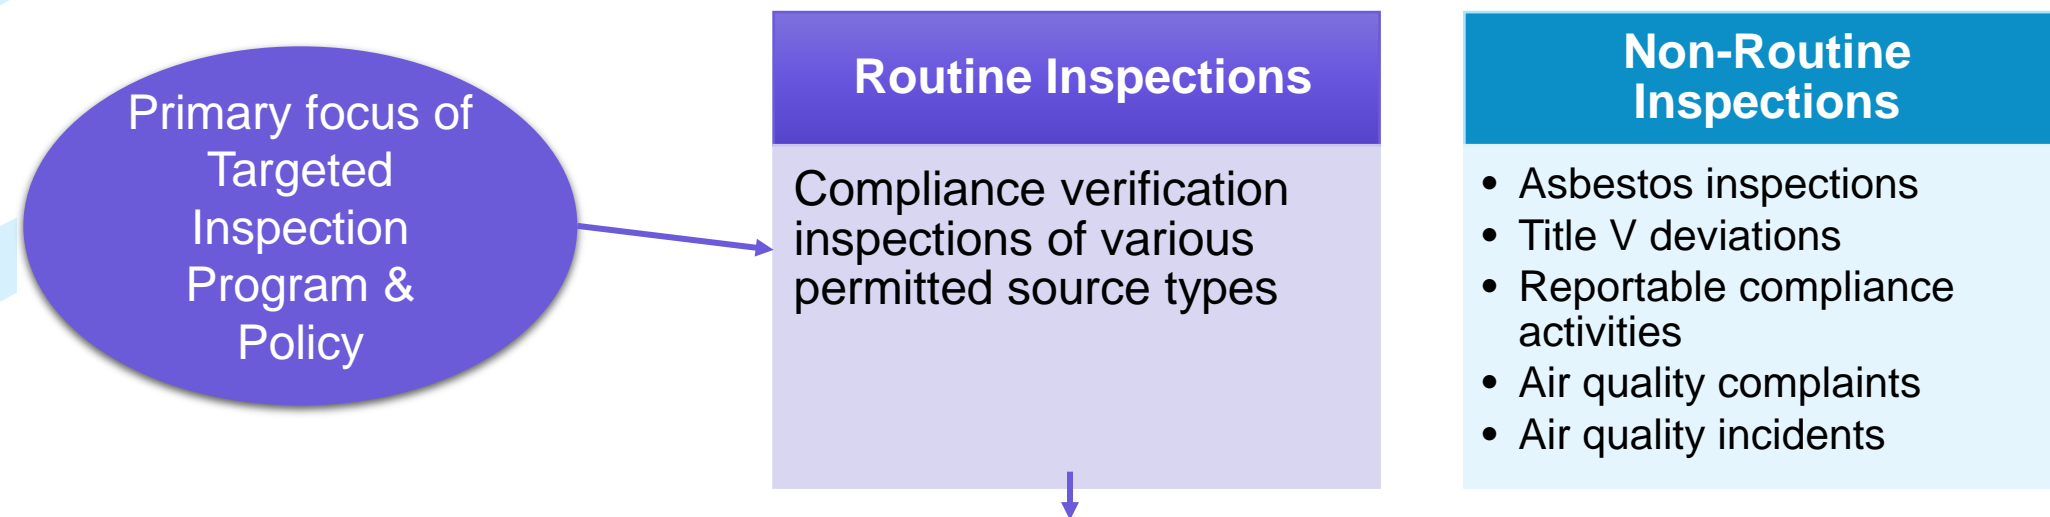 Primary focus of
Targeted
Inspection
Program &
Policy
Routine Inspections
Compliance verification
inspections of various
permitted source types
Non-Routine
Inspections
• Asbestos inspections
• Title V deviations
• Reportable compliance
activities
• Air quality complaints
• Air quality incidents